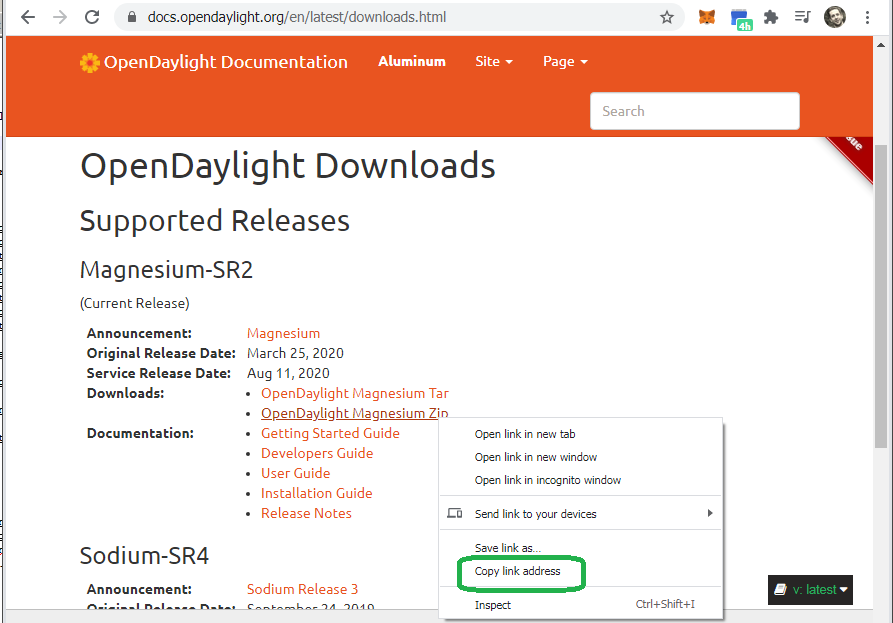 docs.opendaylight.org/en/latest/downloads.html
4h
OpenDaylight Documentation Aluminum Site Page
Search
OpenDaylight Downloads
Supported Releases
Magnesium-SR2
(Current Release)
Announcement: Magnesium
Original Release Date: March 25, 2020
Service Release Date: Aug 11, 2020
Downloads: • OpenDaylight Magnesium Tar
• OpenDaylight Magnesium Zip
Documentation: • Getting Started Guide
• Developers Guide
• User Guide
• Installation Guide
• Release Notes
Open link in new tab
Open link in new window
Open link in incognito window
Send link to your devices
Save link as...
Copy link address
Inspect Ctrl+Shift+I
Sodium-SR4
Announcement: Sodium Release 3
Original Release Date: September 24, 2019
v: latest